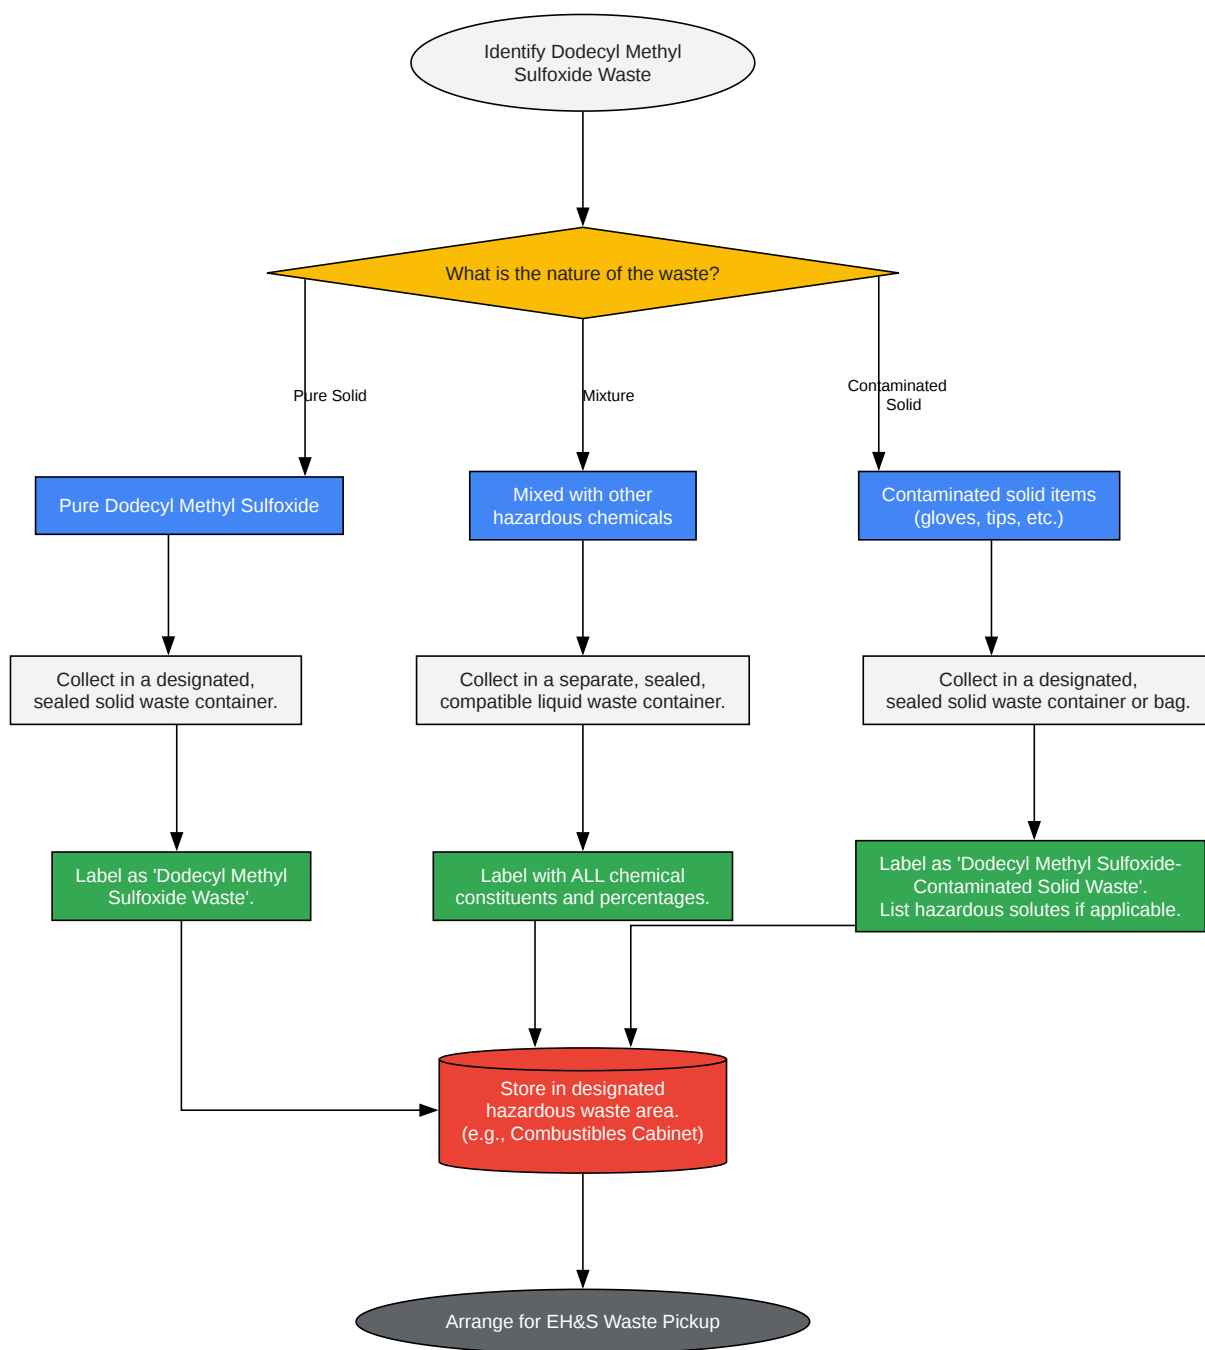 Identify Dodecyl Methyl
Sulfoxide Waste
What is the nature of the waste?
Pure Solid
Mixture
Contaminated
Solid
Pure Dodecyl Methyl Sulfoxide
Mixed with other
hazardous chemicals
Contaminated solid items
(gloves, tips, etc.)
Collect in a designated,
sealed solid waste container.
Collect in a separate, sealed,
compatible liquid waste container.
Collect in a designated,
sealed solid waste container or bag.
Label as 'Dodecyl Methyl
Sulfoxide Waste'.
Label with ALL chemical
constituents and percentages.
Label as 'Dodecyl Methyl Sulfoxide-
Contaminated Solid Waste'.
List hazardous solutes if applicable.
Store in designated
hazardous waste area.
(e.g., Combustibles Cabinet)
Arrange for EH&S Waste Pickup